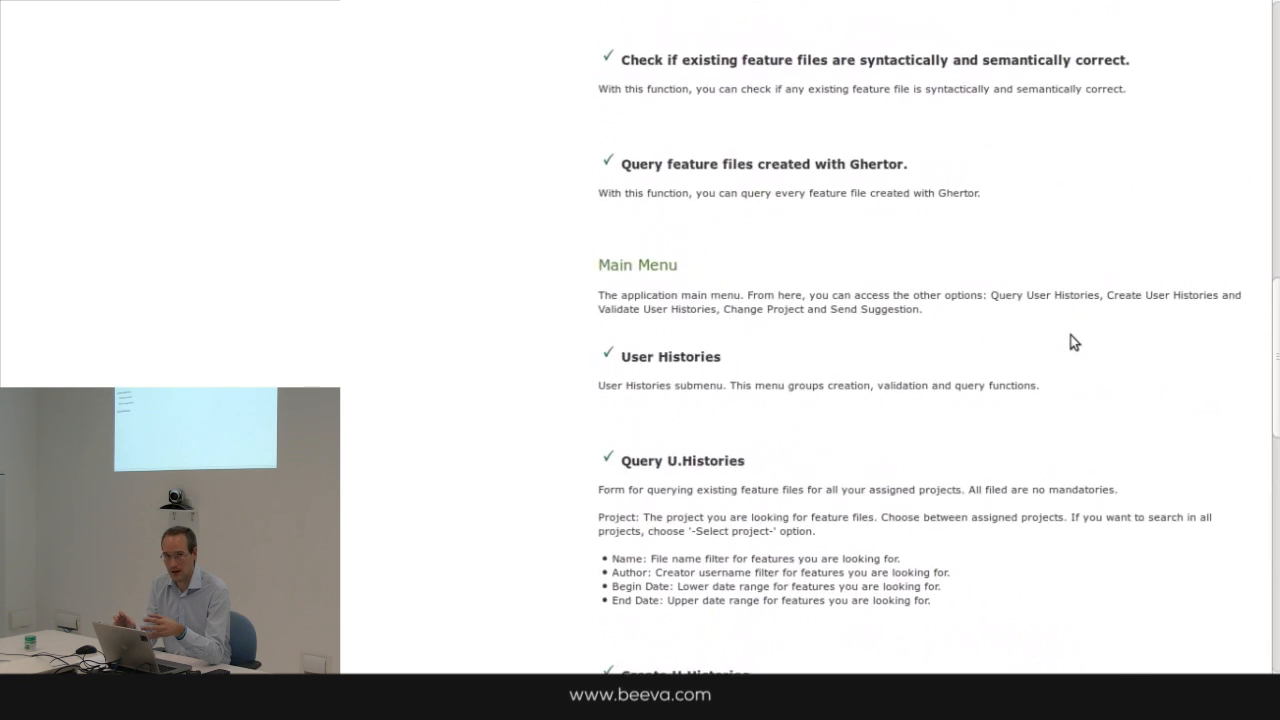 Check if existing feature files are syntactically and semantically correct.
With this function, you can check if any existing feature file is syntactically and semantically correct.
Query feature files created with Ghertor.
With this function, you can query every feature file created with Ghertor.
Main Menu
The application main menu. From here, you can access the other options: Query User Histories, Create User Histories and
Validate User Histories, Change Project and Send Suggestion.
User Histories
User Histories submenu. This menu groups creation, validation and query functions.
Query U.Histories
Form for querying existing feature files for all your assigned projects. All filed are no mandatories.
Project: The project you are looking for feature files. Choose between assigned projects. If you want to search in all
projects, choose '-Select project-' option.
• Name: File name filter for features you are looking for.
• Author: Creator username filter for features you are looking for.
• Begin Date: Lower date range for features you are looking for.
• End Date: Upper date range for features you are looking for.
Create U.Histories
www.beeva.com